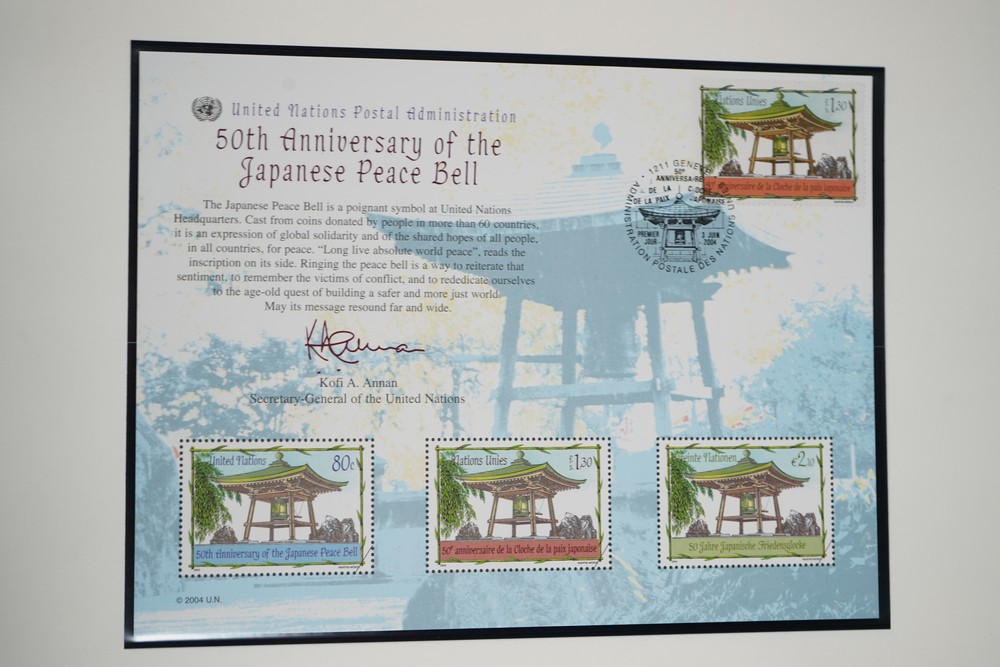 United Nations Postal Administration
50th Anniversary of the
Japanese Peace Bell
The Japanese Peace Bell is a poignant symbol at United Nations
Headquarters. Cast from coins donated by people in more than 60 countries,
it is an expression of global solidarity and of the shared hopes of all people,
in all countries, for peace. “Long live absolute world peace”, reads the
inscription on its side. Ringing the peace bell is a way to reiterate that
sentiment, to remember the victims of conflict, and to rededicate ourselves
to the age-old quest of building a safer and more just world.
May its message resound far and wide.
Kofi A. Annan
Secretary-General of the United Nations
Nations Unies
1.30
anniversaire de la Cloche de la paix japonaise
1211 GENÈVE
50e
ANNIVERSAIRE
DE LA CLOCHE
DE LA PAIX JAPONAISE
PREMIER
JOUR
3 JUIN
2004
ADMINISTRATION POSTALE DES NATIONS UNIES
United Nations 80c
50th Anniversary of the Japanese Peace Bell
Nations Unies
1.30
50e anniversaire de la Cloche de la paix japonaise
einte Nationen €2.10
50 Jahre Japanische Friedensglocke
© 2004 U.N.